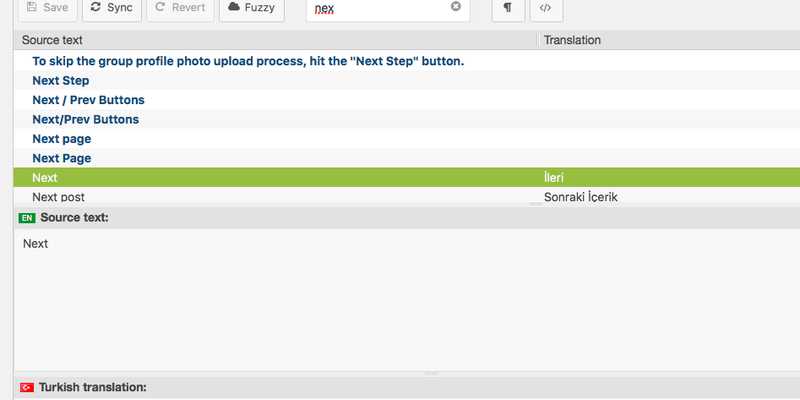 Save Sync Revert Fuzzy nex ¶ </>
Source text Translation
To skip the group profile photo upload process, hit the "Next Step" button.
Next Step
Next / Prev Buttons
Next/Prev Buttons
Next page
Next Page
Next İleri
Next post Sonraki İçerik
EN Source text:
Next
Turkish translation: